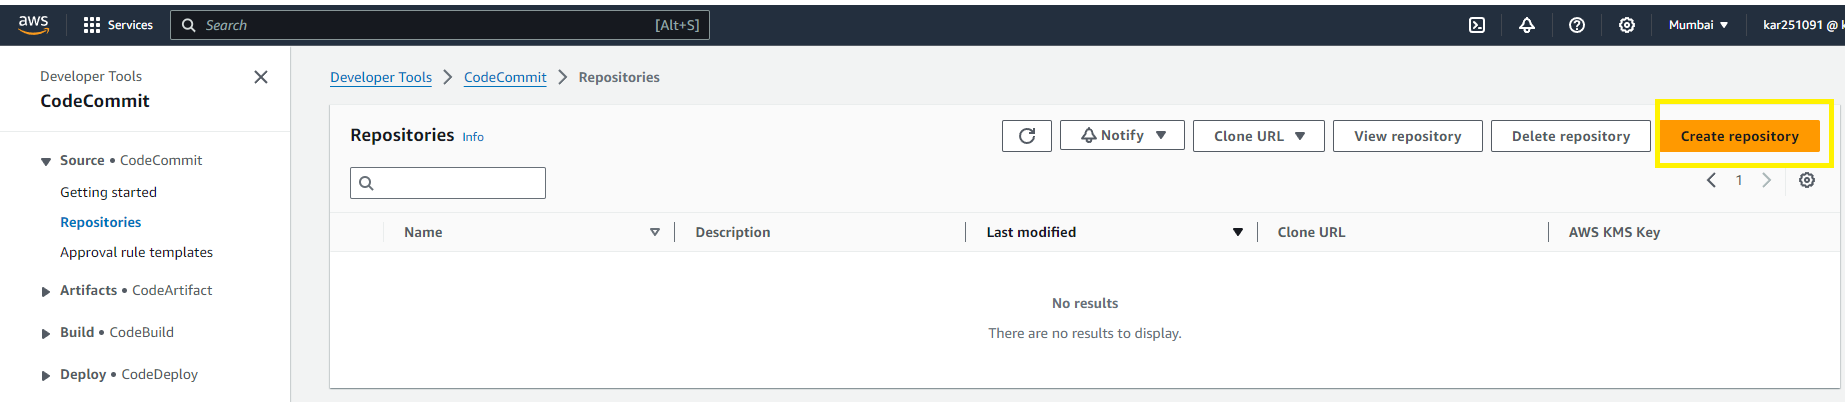 aws Services Search [Alt+S] Mumbai kar251091 @
Developer Tools
CodeCommit
Developer Tools CodeCommit Repositories
Source • CodeCommit
Getting started
Repositories
Approval rule templates
Artifacts • CodeArtifact
Build • CodeBuild
Deploy • CodeDeploy
Repositories Info
Notify Clone URL View repository Delete repository Create repository
1
Name Description Last modified Clone URL AWS KMS Key
No results
There are no results to display.